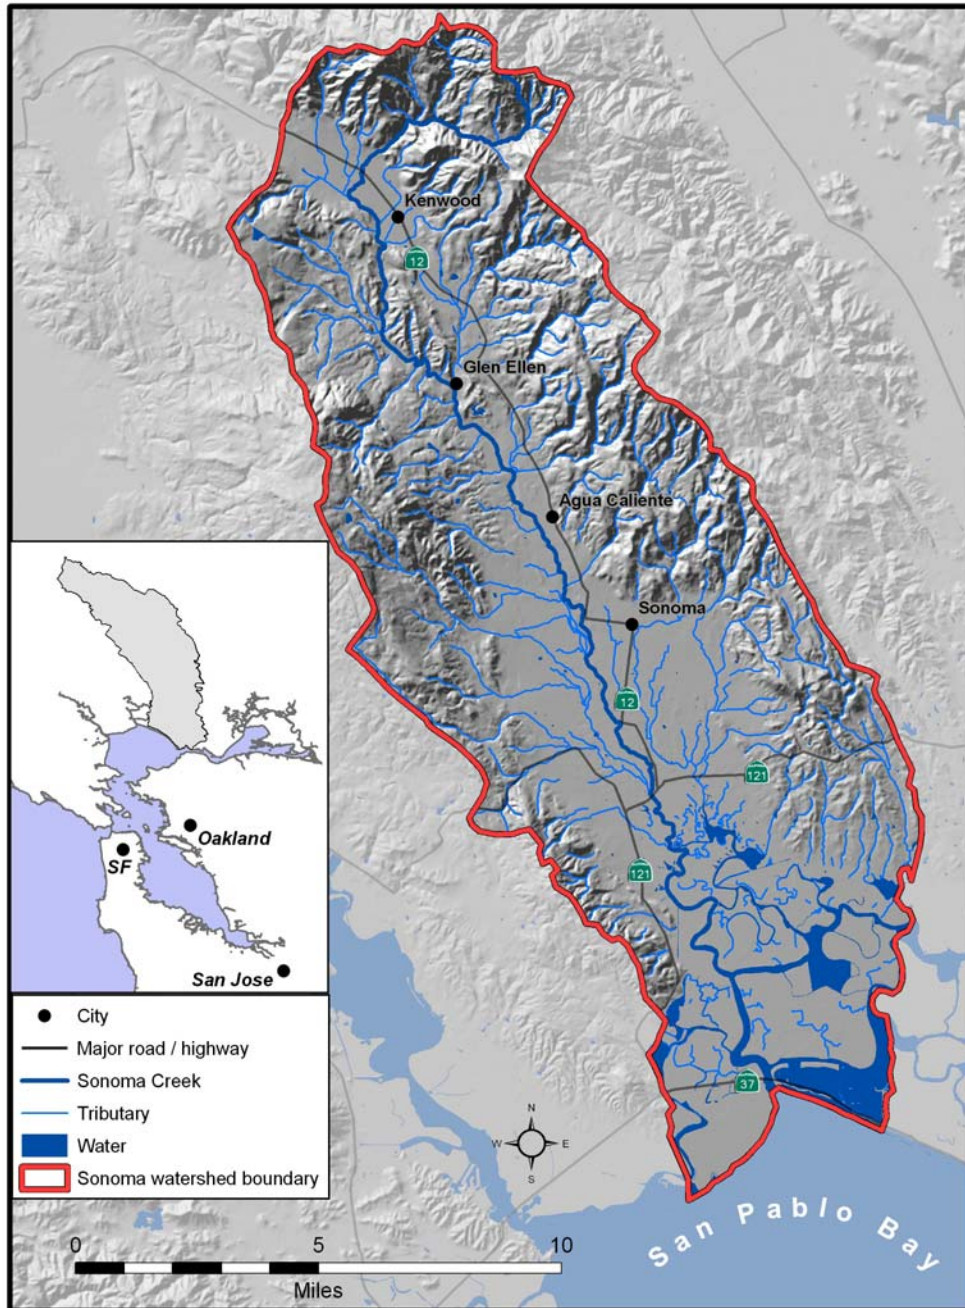 Kenwood
12
Glen Ellen
Agua Caliente
Sonoma
12
121
121
37
San Pablo Bay
Oakland
SF
San Jose
City
Major road / highway
Sonoma Creek
Tributary
Water
Sonoma watershed boundary
N
W E
S
0 5 10
Miles